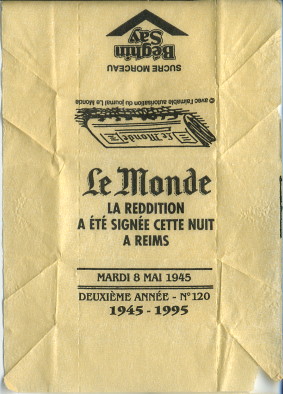 Béghin
Say
SUCRE MORCEAU
© avec l'aimable autorisation du journal Le Monde
Le Monde
Le Monde
LA REDDITION
A ÉTÉ SIGNÉE CETTE NUIT
A REIMS
MARDI 8 MAI 1945
DEUXIÈME ANNÉE - N° 120
1945 - 1995